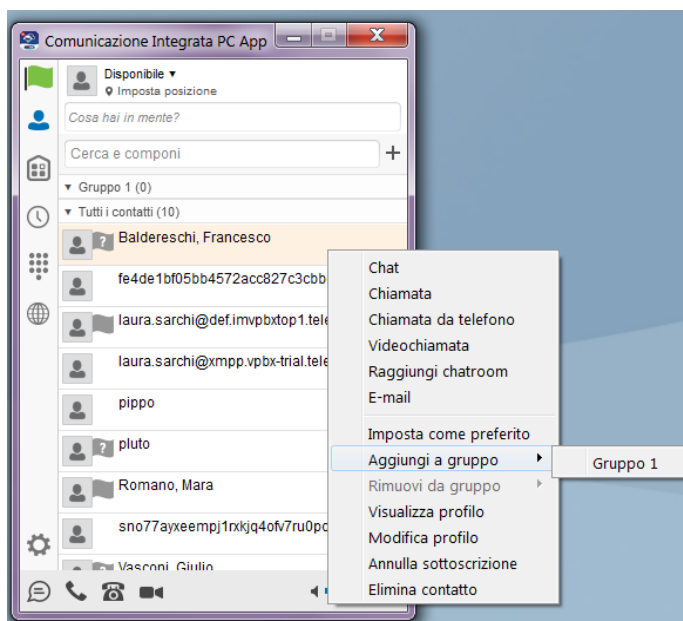 Comunicazione Integrata PC App
Disponibile
Imposta posizione
Cosa hai in mente?
Cerca e componi
Gruppo 1 (0)
Tutti i contatti (10)
Baldereschi, Francesco
fe4de1bf05bb4572acc827c3cbb
laura.sarchi@def.imvpbxtop1.tele
laura.sarchi@xmpp.vpbx-trial.tele
pippo
pluto
Romano, Mara
sno77ayxeempj1rxkjq4ofv7ru0pc
Vasconi, Giulio
Chat
Chiamata
Chiamata da telefono
Videochiamata
Raggiungi chatroom
E-mail
Imposta come preferito
Aggiungi a gruppo
Rimuovi da gruppo
Visualizza profilo
Modifica profilo
Annulla sottoscrizione
Elimina contatto
Gruppo 1